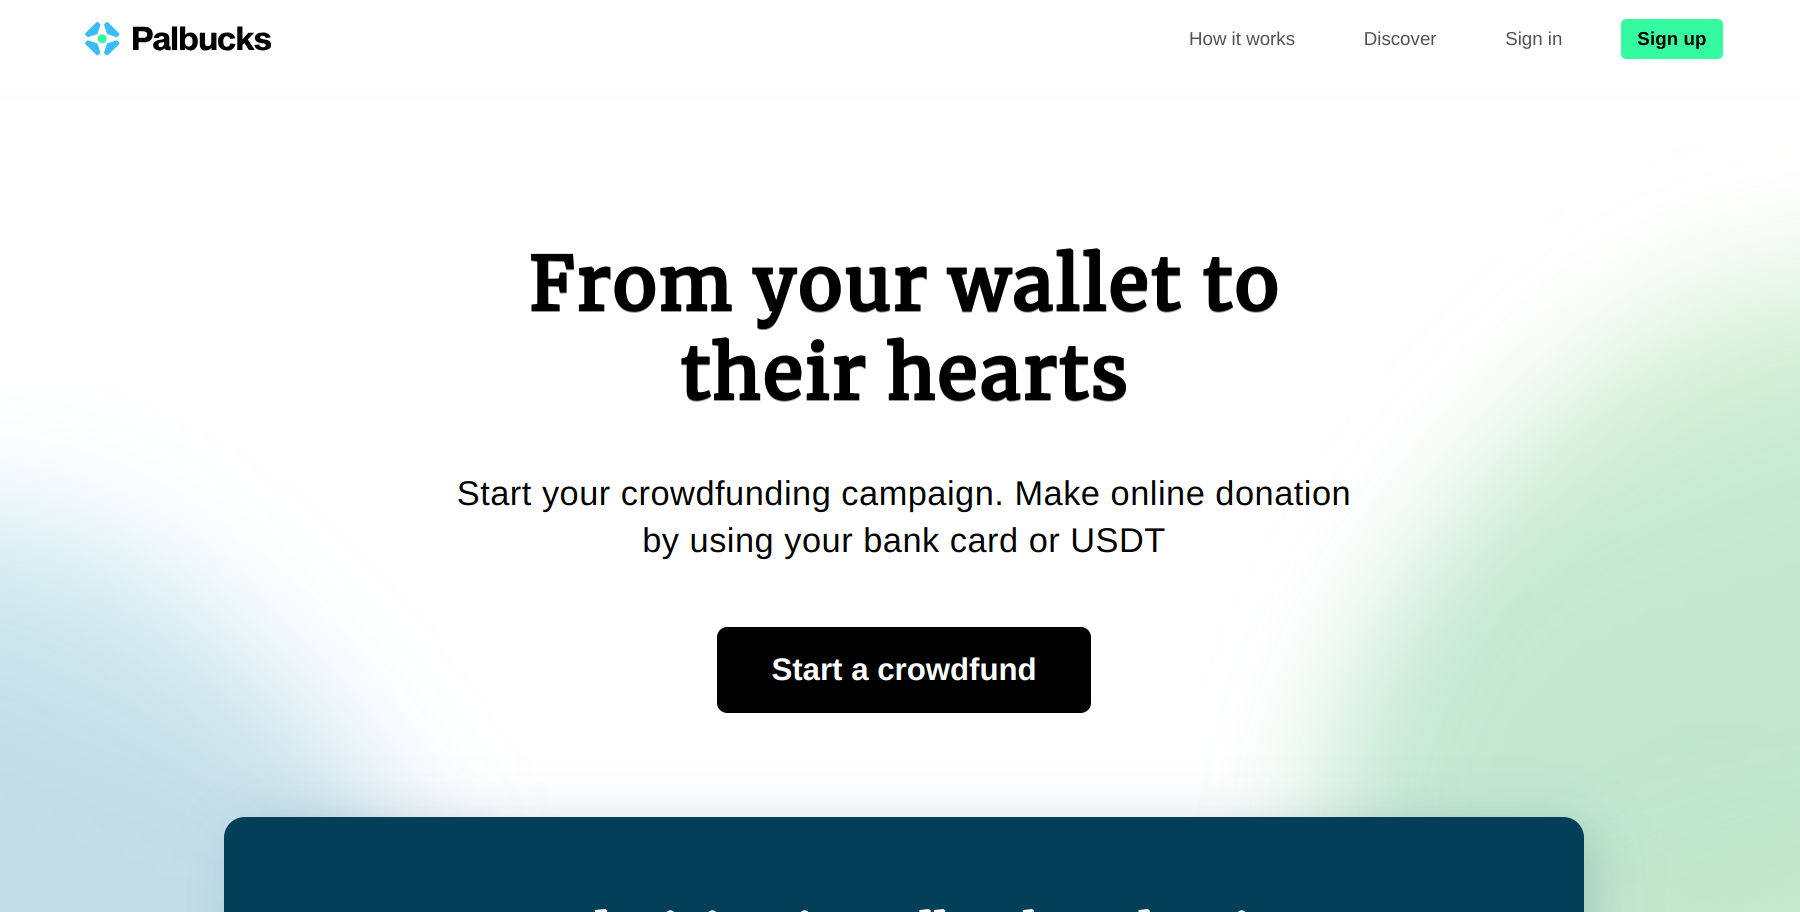 Palbucks
How it works
Discover
Sign in
Sign up
From your wallet to
their hearts
Start your crowdfunding campaign. Make online donation
by using your bank card or USDT
Start a crowdfund